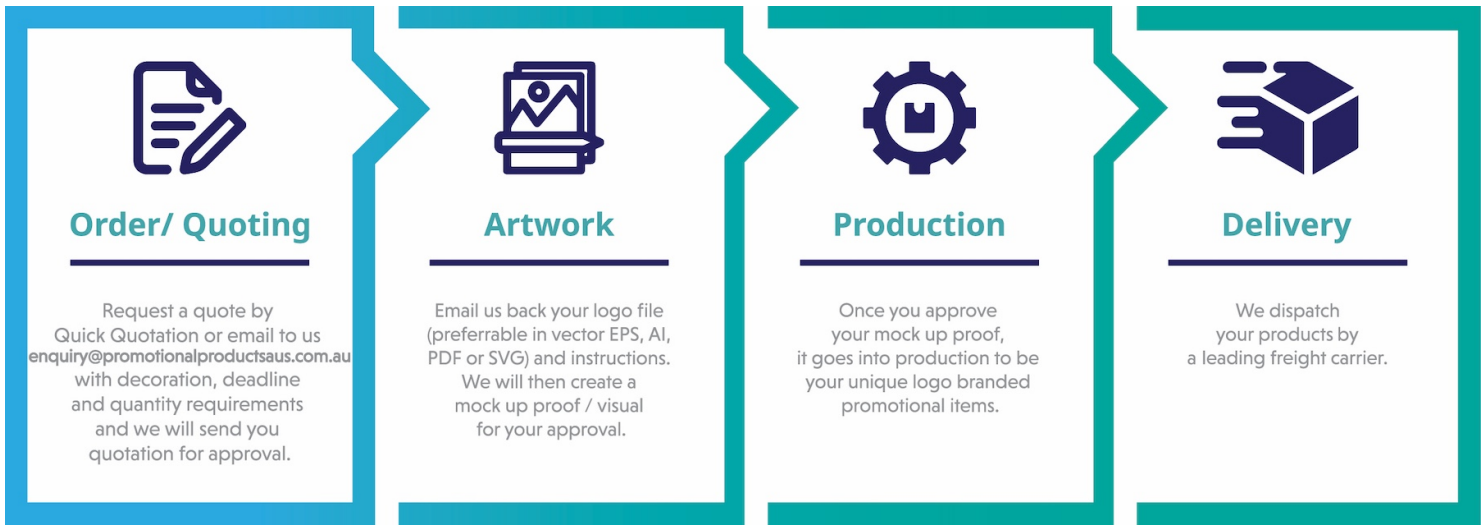 Order/ Quoting
Request a quote by
Quick Quotation or email to us
enquiry@promotionalproductsaus.com.au
with decoration, deadline
and quantity requirements
and we will send you
quotation for approval.
Artwork
Email us back your logo file
(preferrable in vector EPS, AI,
PDF or SVG) and instructions.
We will then create a
mock up proof / visual
for your approval.
Production
Once you approve
your mock up proof,
it goes into production to be
your unique logo branded
promotional items.
Delivery
We dispatch
your products by
a leading freight carrier.